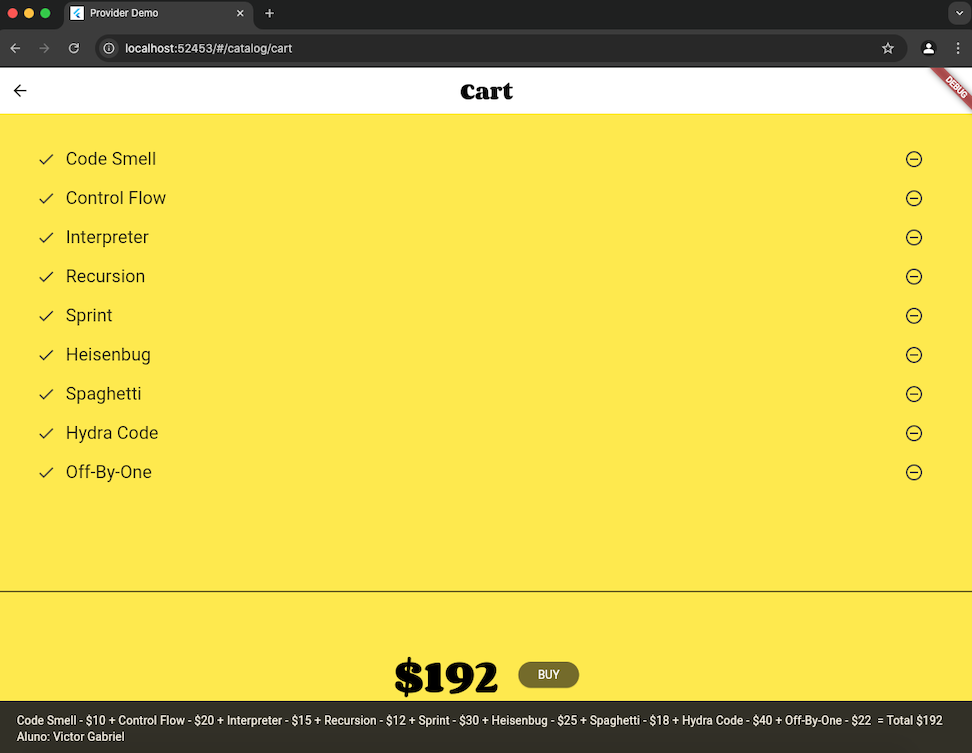 Provider Demo
localhost:52453/#/catalog/cart
Cart
DEBUG
Code Smell
Control Flow
Interpreter
Recursion
Sprint
Heisenbug
Spaghetti
Hydra Code
Off-By-One
$192
BUY
Code Smell - $10 + Control Flow - $20 + Interpreter - $15 + Recursion - $12 + Sprint - $30 + Heisenbug - $25 + Spaghetti - $18 + Hydra Code - $40 + Off-By-One - $22  = Total $192
Aluno: Victor Gabriel